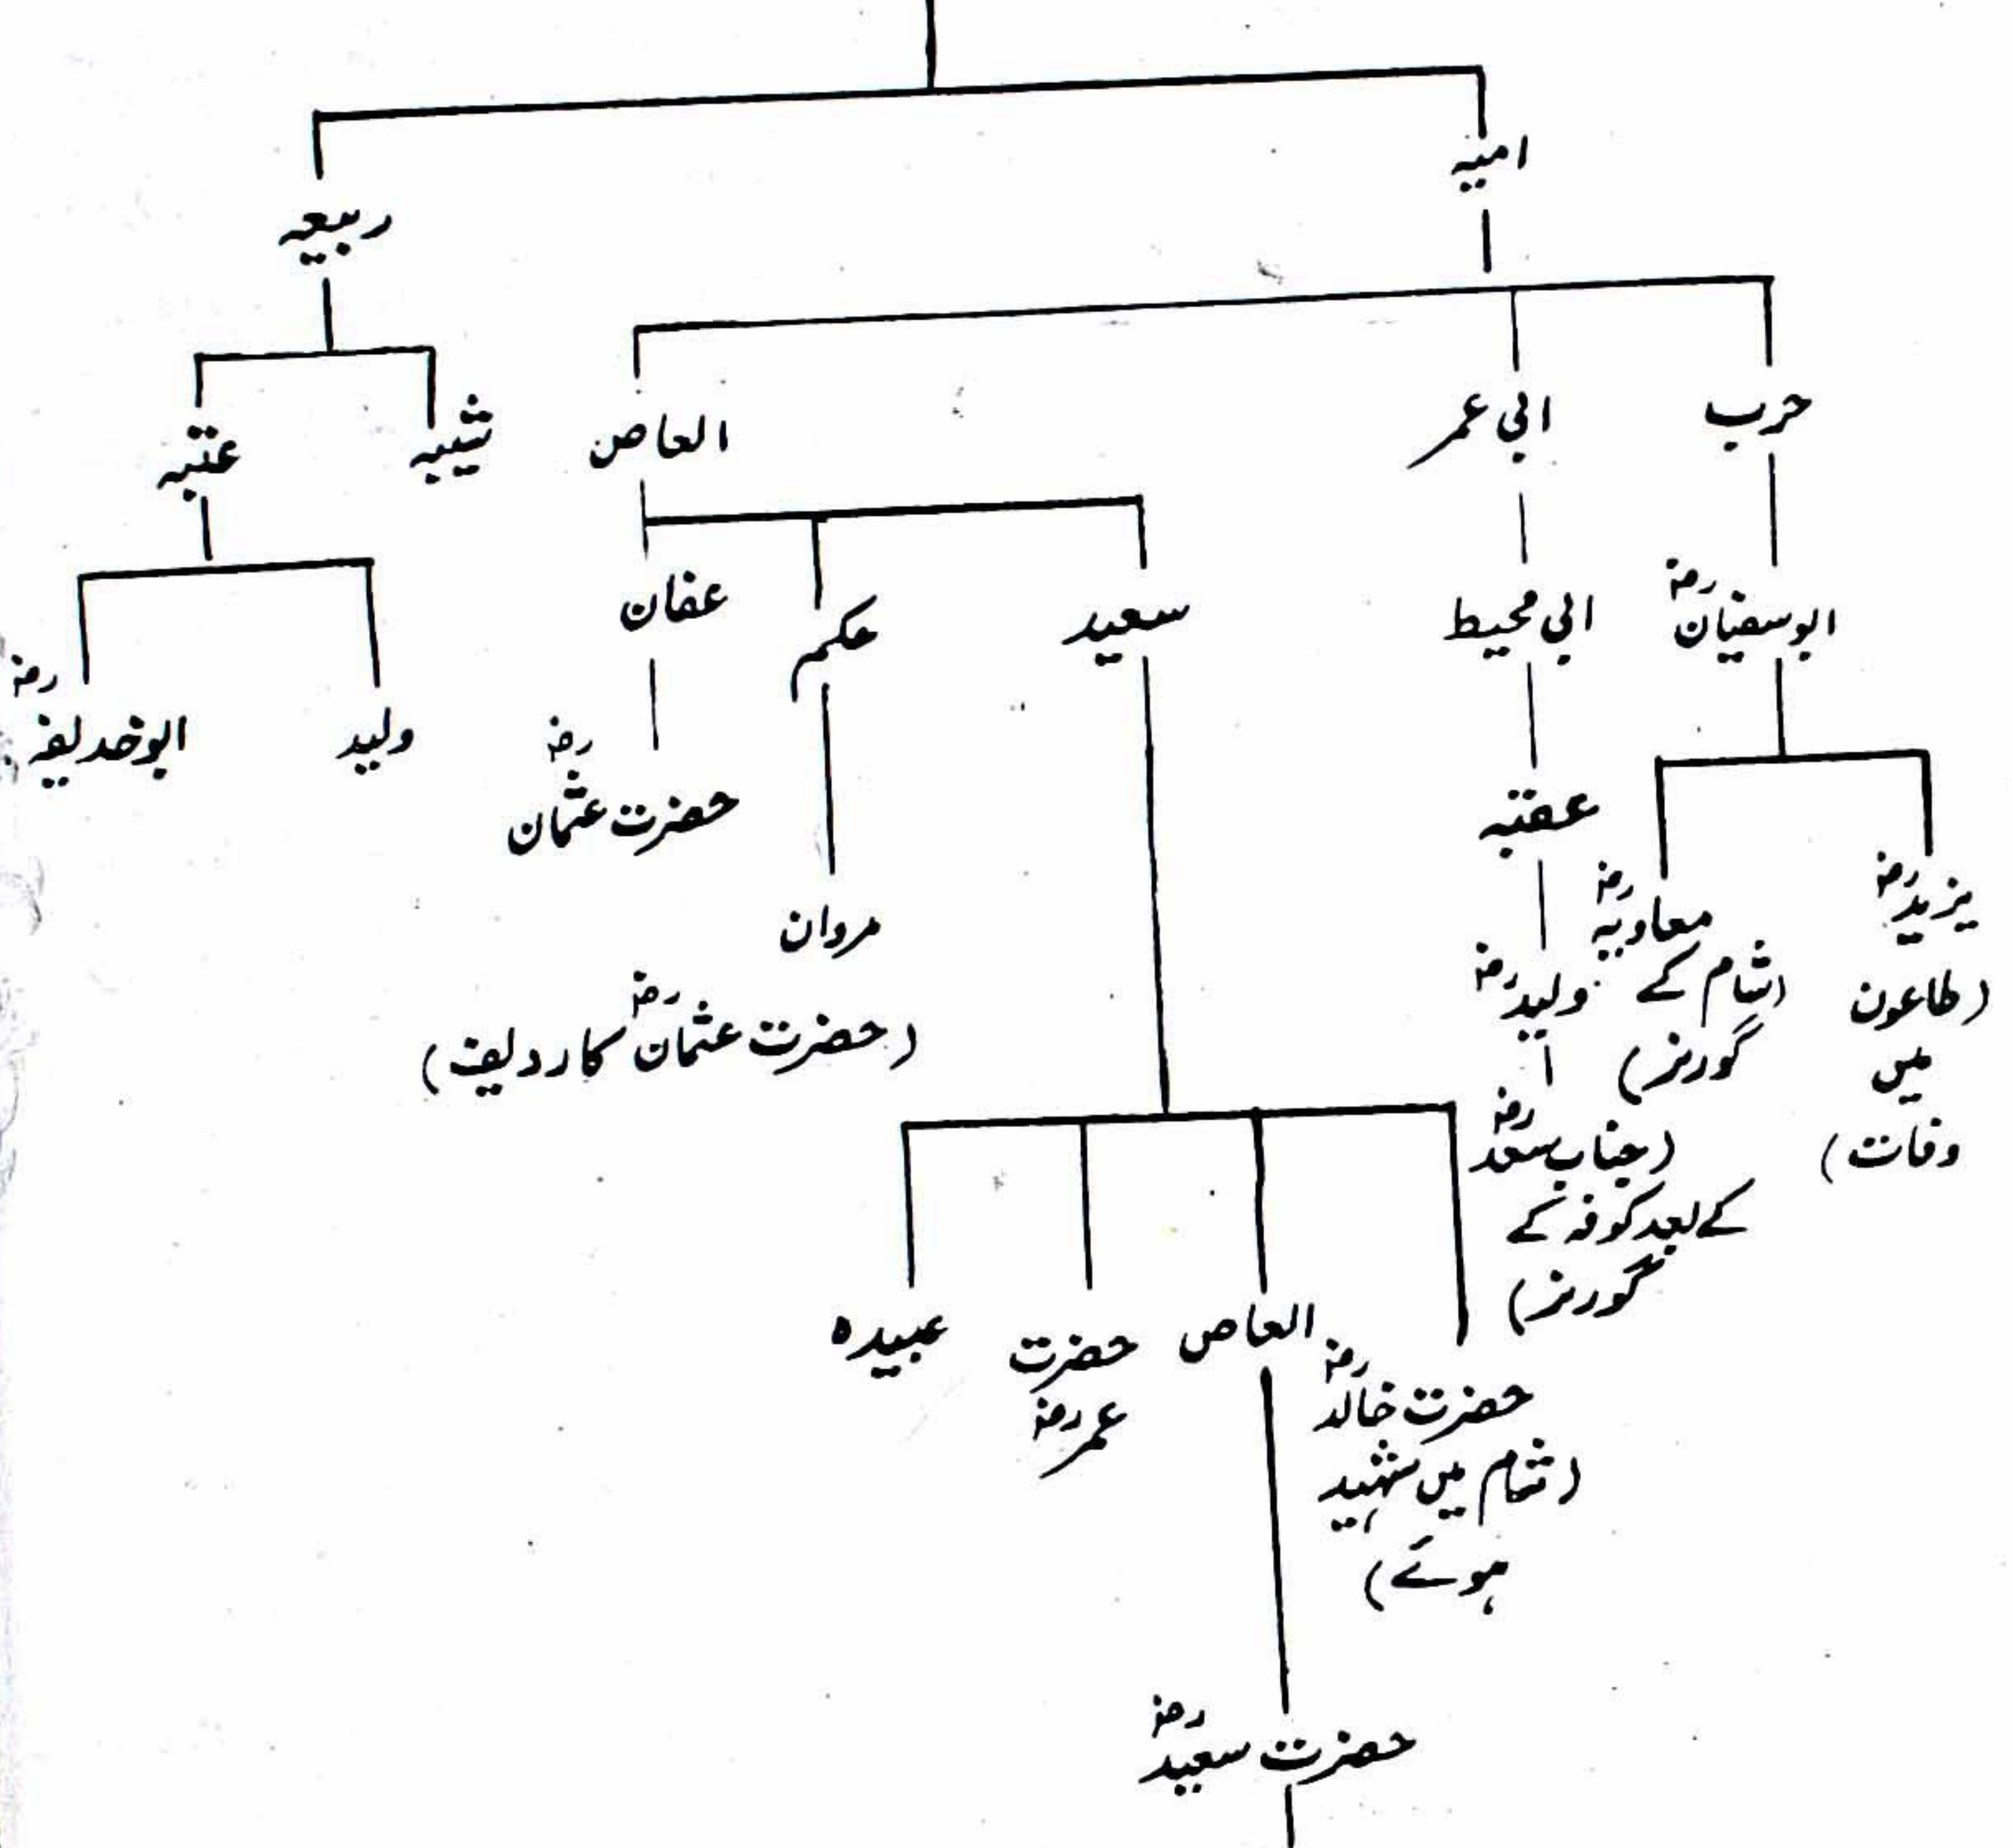 امیہ
ربیعہ
حرب
ابی عمر
العاص
شیبہ
عتبہ
ابوسفیان رضؓ
ابی محیط
سعید
حکم
عفان
ولید
ابوخدیفہ رضؓ
حضرت عثمان رضؓ
عقبہ
یزید رضؓ
(طاعون
میں
وفات)
معاویہ رضؓ
(شام کے
گورنر)
ولید رضؓ
(جناب سعد رضؓ
کے بعد کوفہ کے
گورنر)
مروان
(حضرت عثمان رضؓ کا ردیف)
حضرت خالد رضؓ
(شام میں شہید
ہوئے)
العاص
حضرت
عمر رضؓ
عبیدہ
حضرت سعید رضؓ